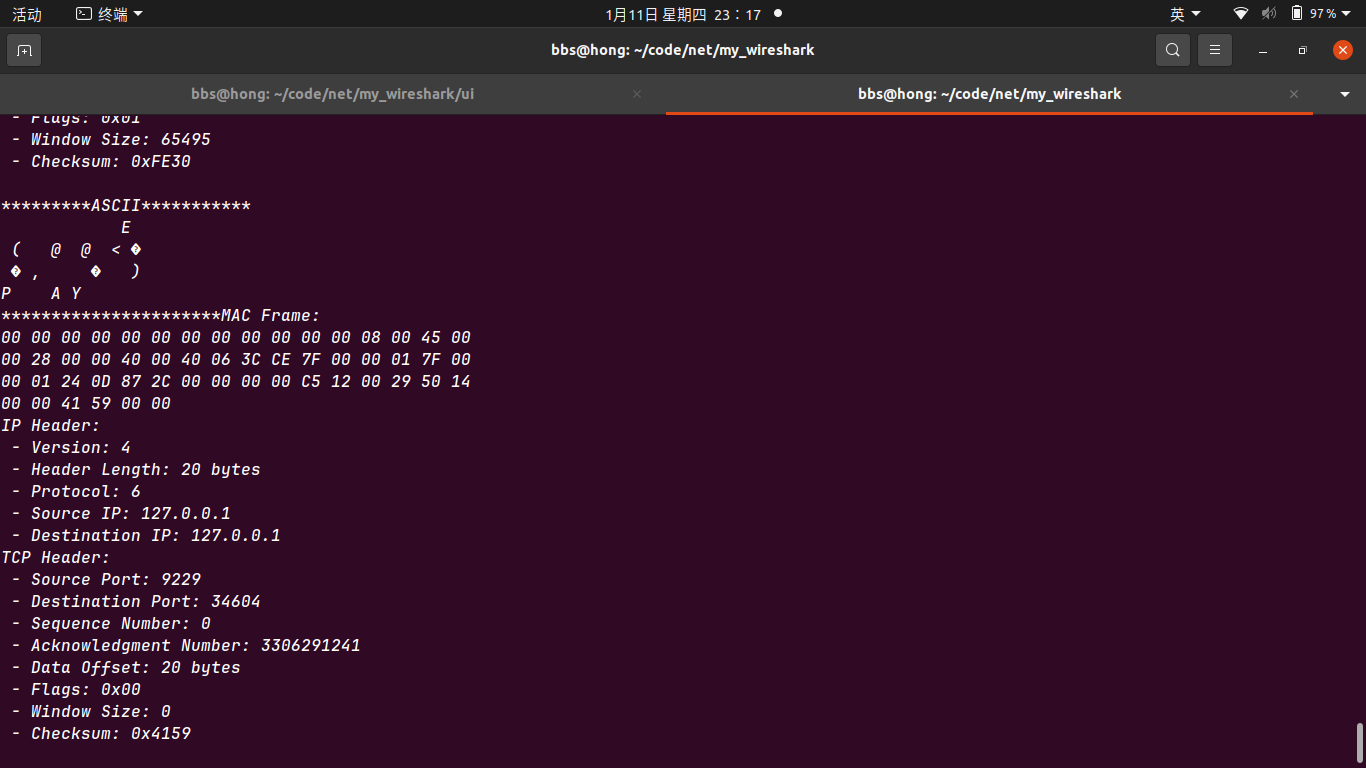 活动 终端 1月11日 星期四 23：17 英 97%
bbs@hong: ~/code/net/my_wireshark
bbs@hong: ~/code/net/my_wireshark/ui bbs@hong: ~/code/net/my_wireshark
- Flags: 0x01
- Window Size: 65495
- Checksum: 0xFE30
*********ASCII***********
E
( @ @ < �
� , � )
P A Y
**********************MAC Frame:
00 00 00 00 00 00 00 00 00 00 00 00 08 00 45 00
00 28 00 00 40 00 40 06 3C CE 7F 00 00 01 7F 00
00 01 24 0D 87 2C 00 00 00 00 C5 12 00 29 50 14
00 00 41 59 00 00
IP Header:
- Version: 4
- Header Length: 20 bytes
- Protocol: 6
- Source IP: 127.0.0.1
- Destination IP: 127.0.0.1
TCP Header:
- Source Port: 9229
- Destination Port: 34604
- Sequence Number: 0
- Acknowledgment Number: 3306291241
- Data Offset: 20 bytes
- Flags: 0x00
- Window Size: 0
- Checksum: 0x4159